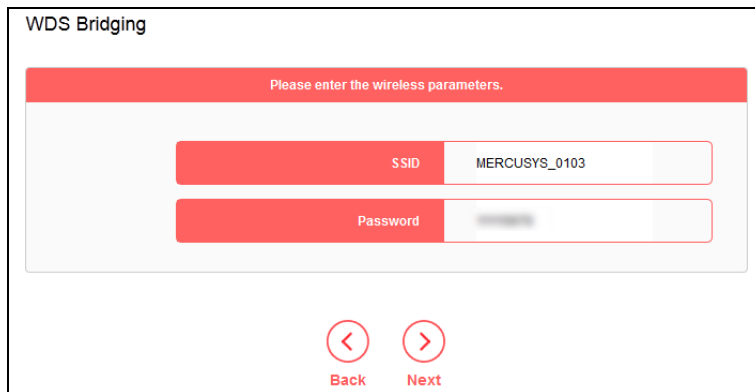 WDS Bridging
Please enter the wireless parameters.
SSID MERCUSYS_0103
Password
Back Next